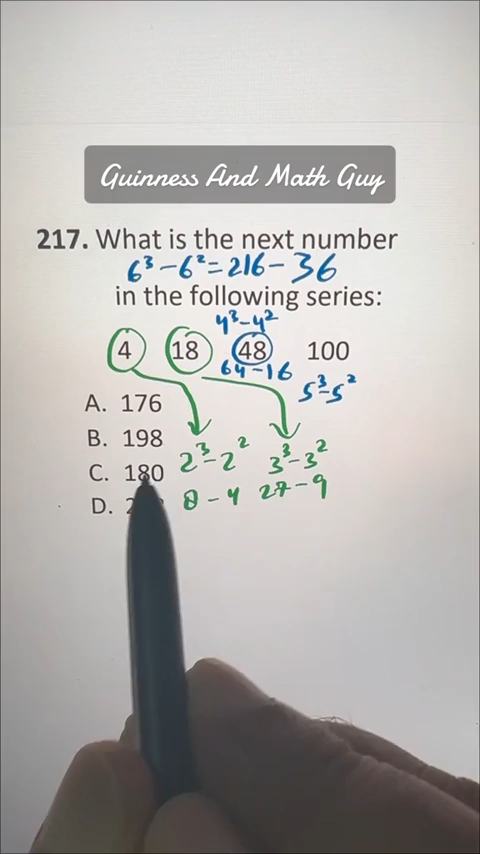 Guinness And Math Guy
217. What is the next number
6³-6²=216-36
in the following series:
4³-4²
4 18 48 100
64-16
5³-5²
A. 176
B. 198
C. 180
D.
2³-2² 3³-3²
8-4 27-9